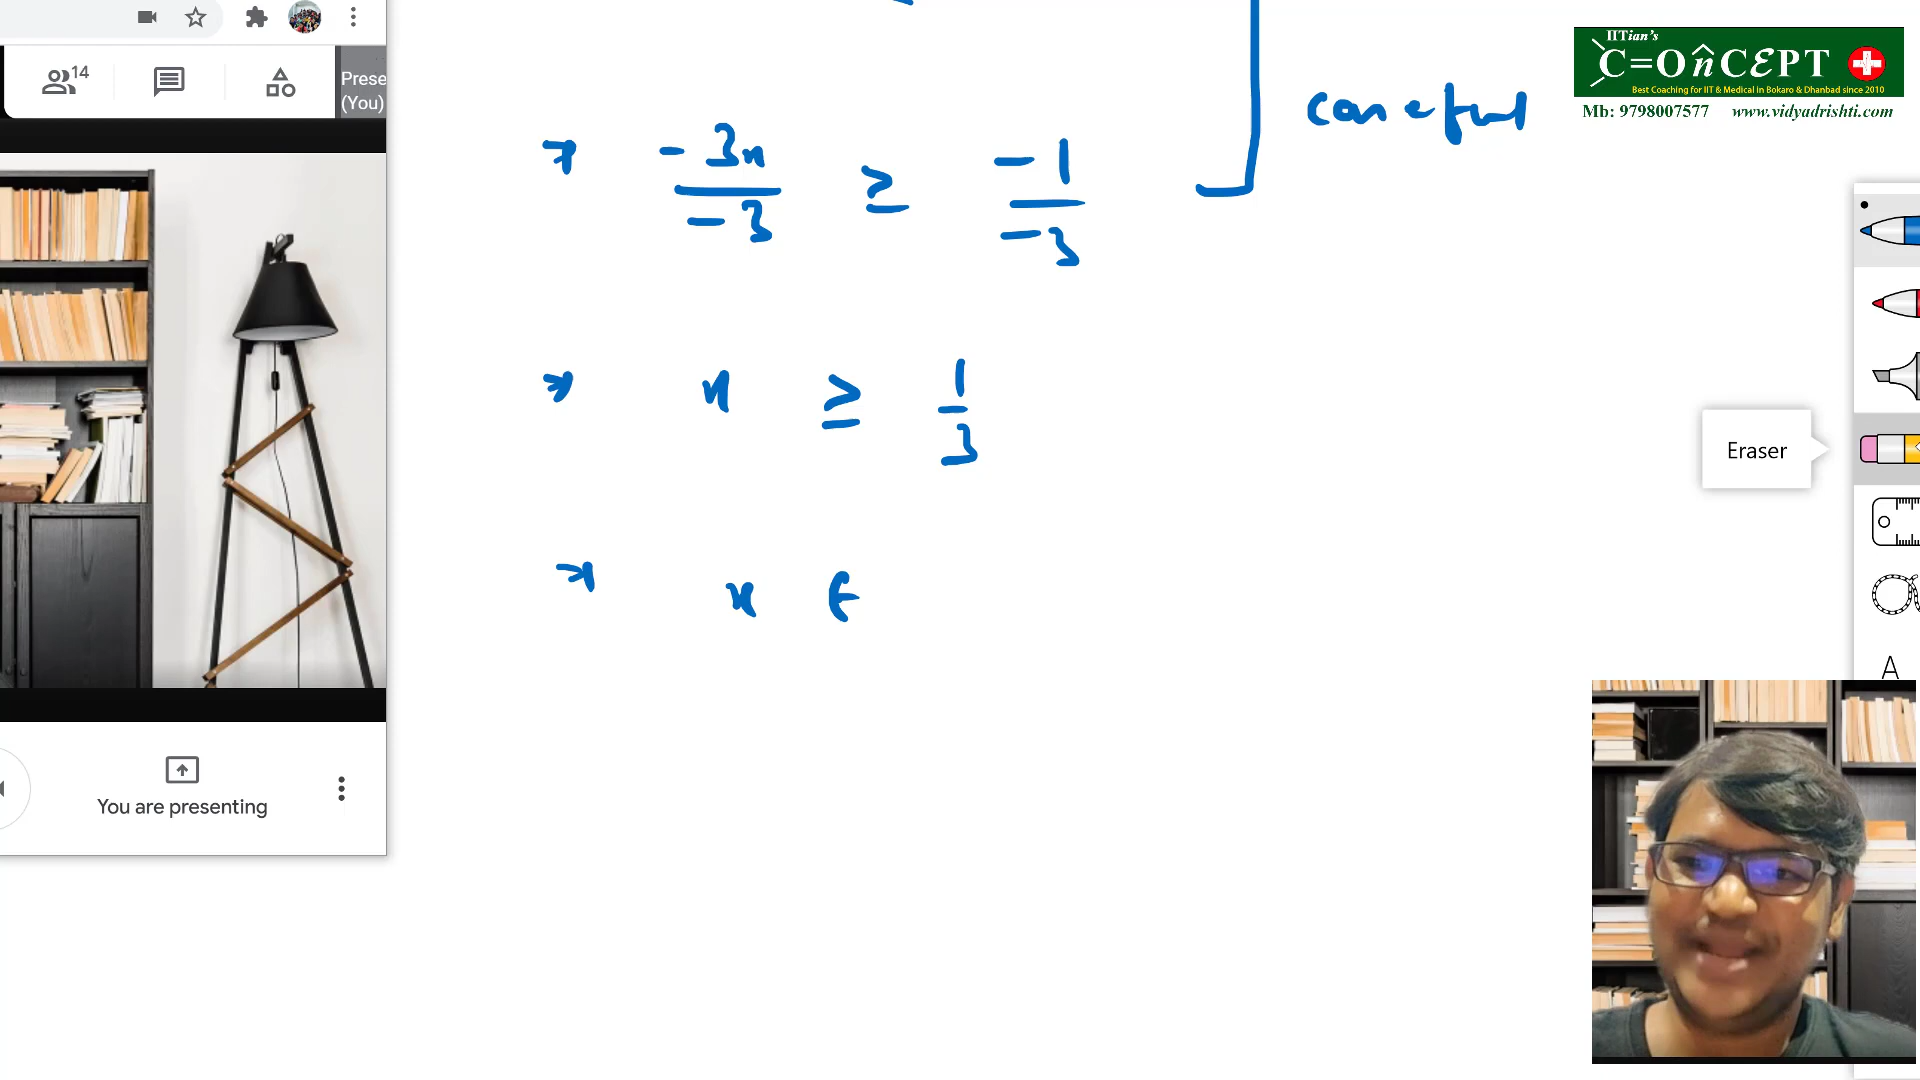 14
Prese
(You)
IITian's
C=OnCEPT
Best Coaching for IIT & Medical in Bokaro & Dhanbad since 2010
Mb: 9798007577 www.vidyadrishti.com
careful
⇒ -3x/-3 ≥ -1/-3
⇒ x ≥ 1/3
Eraser
⇒ x ∈
A
You are presenting